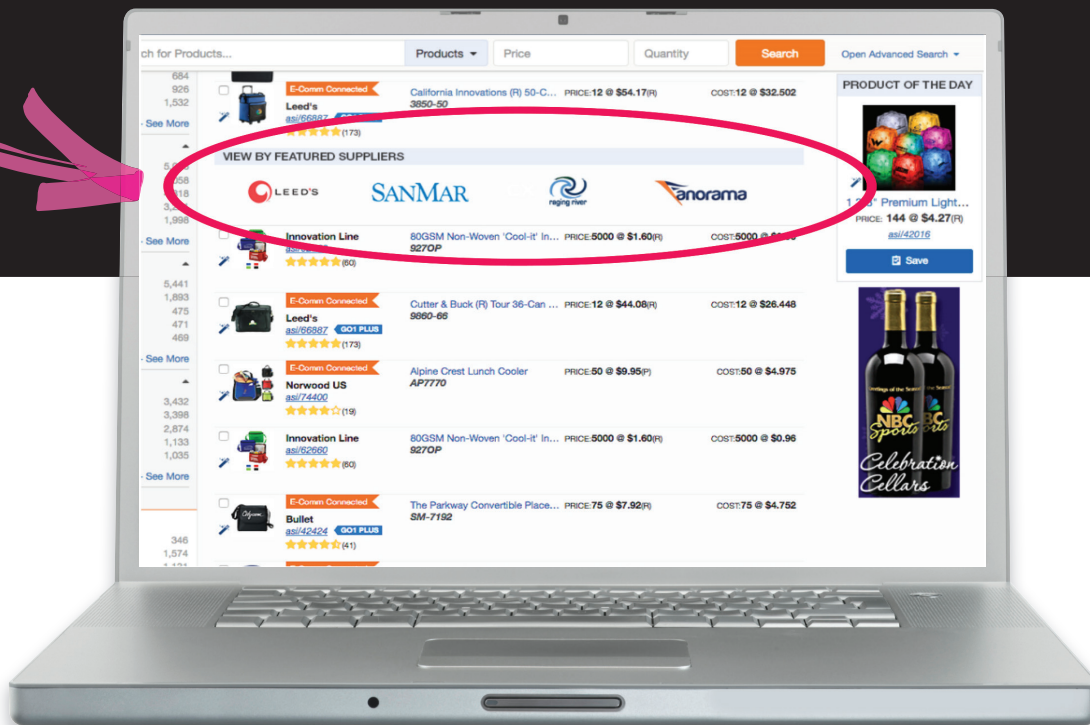 ch for Products...
Products
Price
Quantity
Search
Open Advanced Search
684
926
1,532
See More
3,
1,998
See More
5,441
1,893
475
471
469
See More
3,432
3,398
2,874
1,133
1,035
See More
346
1,574
E-Comm Connected
Leed's
asi/66887
(173)
California Innovations (R) 50-C... PRICE:12 @ $54.17(R) COST:12 @ $32.502
3850-50
VIEW BY FEATURED SUPPLIERS
LEED'S SANMAR raging river Panorama
Innovation Line
(60)
80GSM Non-Woven 'Cool-it' In... PRICE:5000 @ $1.60(R) COST:5000 @
927OP
E-Comm Connected
Leed's
asi/66887 GO1 PLUS
(173)
Cutter & Buck (R) Tour 36-Can ... PRICE:12 @ $44.08(R) COST:12 @ $26.448
9860-66
E-Comm Connected
Norwood US
asi/74400
(19)
Alpine Crest Lunch Cooler PRICE:50 @ $9.95(P) COST:50 @ $4.975
AP7770
Innovation Line
asi/62660
(60)
80GSM Non-Woven 'Cool-it' In... PRICE:5000 @ $1.60(R) COST:5000 @ $0.96
927OP
E-Comm Connected
Bullet
asi/42424 GO1 PLUS
(41)
The Parkway Convertible Place... PRICE:75 @ $7.92(R) COST:75 @ $4.752
SM-7192
PRODUCT OF THE DAY
Premium Light...
PRICE: 144 @ $4.27(R)
asi/42016
Save
NBC
Sports
Celebration
Cellars